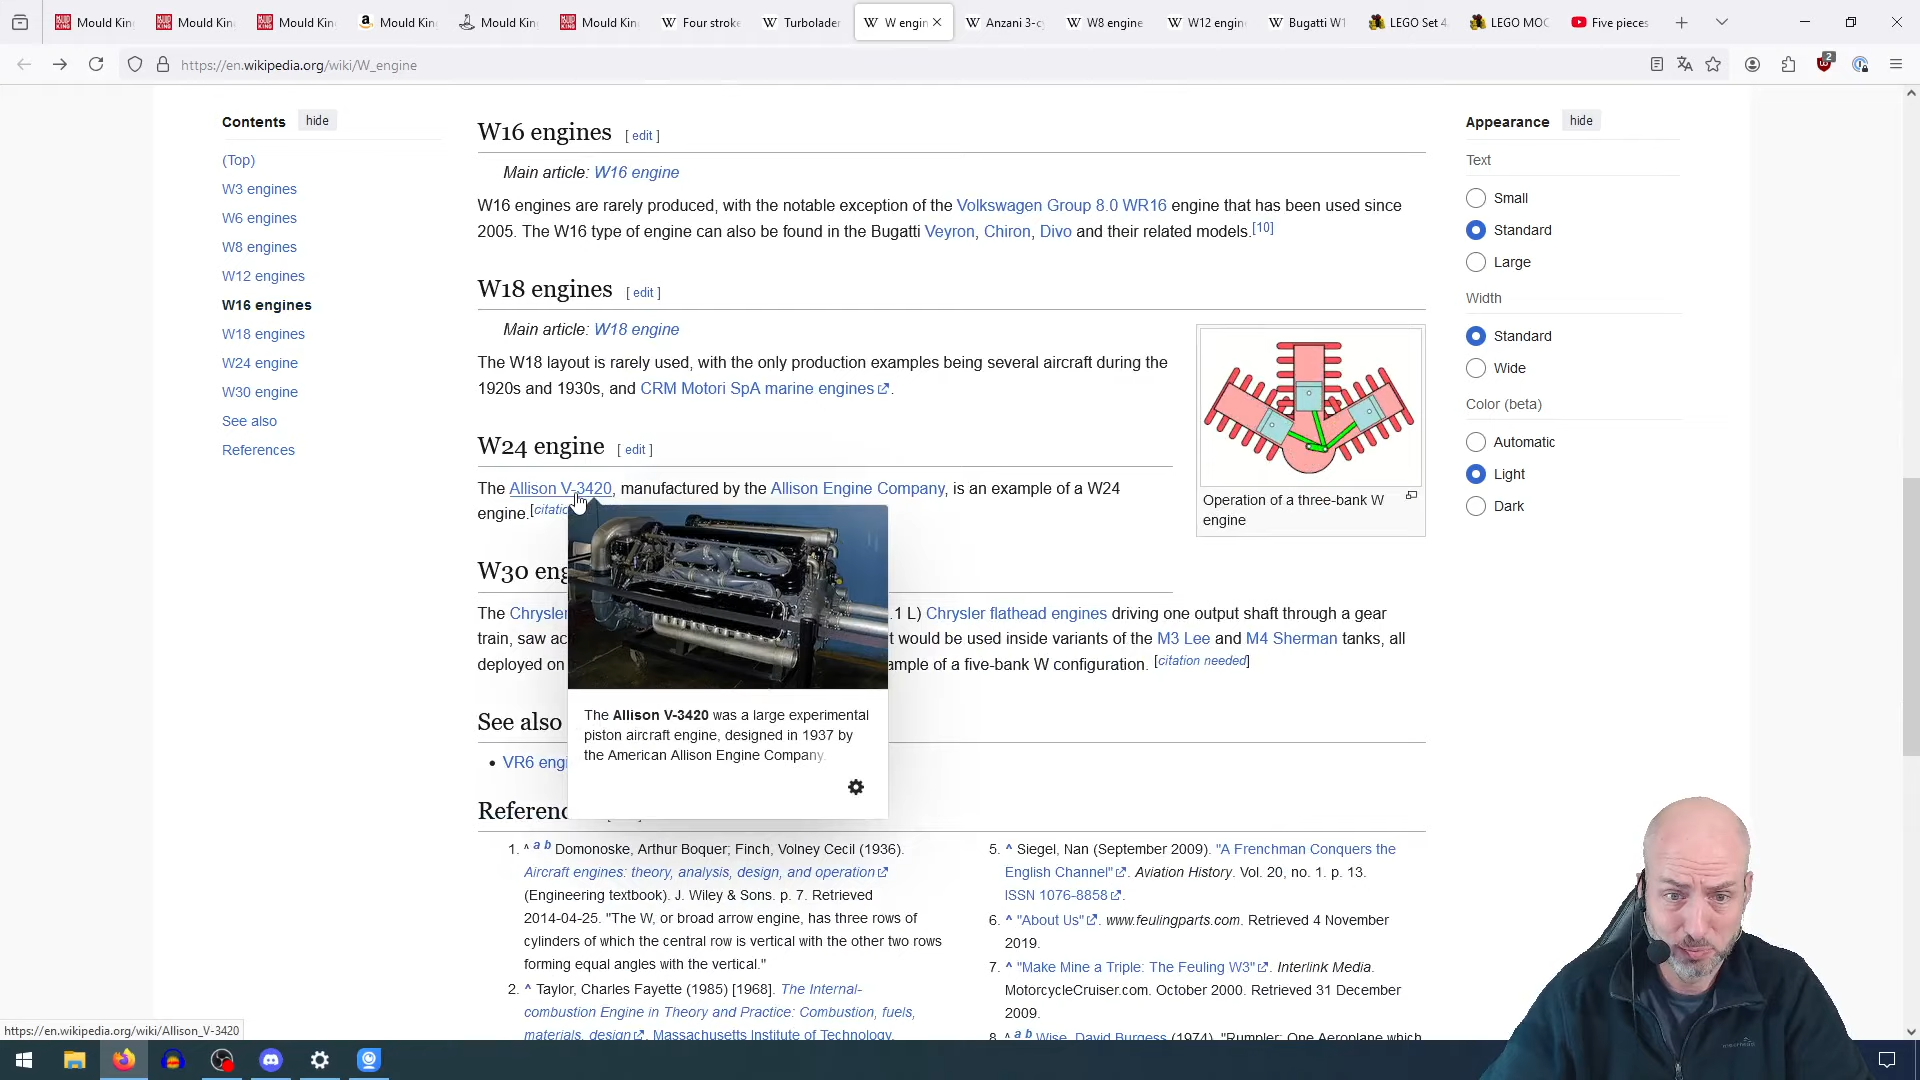 Mould Kin
Mould Kin
Mould Kin
Mould Kin
Mould Kin
Mould Kin
Four stroke
Turbolader
W engin
Anzani 3-cy
W8 engine
W12 engin
Bugatti W1
LEGO Set 4
LEGO MOC
Five pieces
https://en.wikipedia.org/wiki/W_engine
2
Contents hide
(Top)
W3 engines
W6 engines
W8 engines
W12 engines
W16 engines
W18 engines
W24 engine
W30 engine
See also
References
W16 engines [ edit ]
Main article: W16 engine
W16 engines are rarely produced, with the notable exception of the Volkswagen Group 8.0 WR16 engine that has been used since
2005. The W16 type of engine can also be found in the Bugatti Veyron, Chiron, Divo and their related models.[10]
W18 engines [ edit ]
Main article: W18 engine
The W18 layout is rarely used, with the only production examples being several aircraft during the
1920s and 1930s, and CRM Motori SpA marine engines.
Operation of a three-bank W
engine
W24 engine [ edit ]
The Allison V-3420, manufactured by the Allison Engine Company, is an example of a W24
engine.[citatio
W30 eng
The Chrysler .1 L) Chrysler flathead engines driving one output shaft through a gear
train, saw ac t would be used inside variants of the M3 Lee and M4 Sherman tanks, all
deployed on ample of a five-bank W configuration. [citation needed]
The Allison V-3420 was a large experimental
piston aircraft engine, designed in 1937 by
the American Allison Engine Company.
See also
• VR6 engi
Referenc
1. ^ a b Domonoske, Arthur Boquer; Finch, Volney Cecil (1936).
Aircraft engines: theory, analysis, design, and operation
(Engineering textbook). J. Wiley & Sons. p. 7. Retrieved
2014-04-25. "The W, or broad arrow engine, has three rows of
cylinders of which the central row is vertical with the other two rows
forming equal angles with the vertical."
2. ^ Taylor, Charles Fayette (1985) [1968]. The Internal-
combustion Engine in Theory and Practice: Combustion, fuels,
materials, design. Massachusetts Institute of Technology.
5. ^ Siegel, Nan (September 2009). "A Frenchman Conquers the
English Channel". Aviation History. Vol. 20, no. 1. p. 13.
ISSN 1076-8858.
6. ^ "About Us". www.feulingparts.com. Retrieved 4 November
2019.
7. ^ "Make Mine a Triple: The Feuling W3". Interlink Media.
MotorcycleCruiser.com. October 2000. Retrieved 31 December
2009.
8. ^ a b Wise, David Burgess (1974). "Rumpler: One Aeroplane which
Appearance hide
Text
Small
Standard
Large
Width
Standard
Wide
Color (beta)
Automatic
Light
Dark
https://en.wikipedia.org/wiki/Allison_V-3420